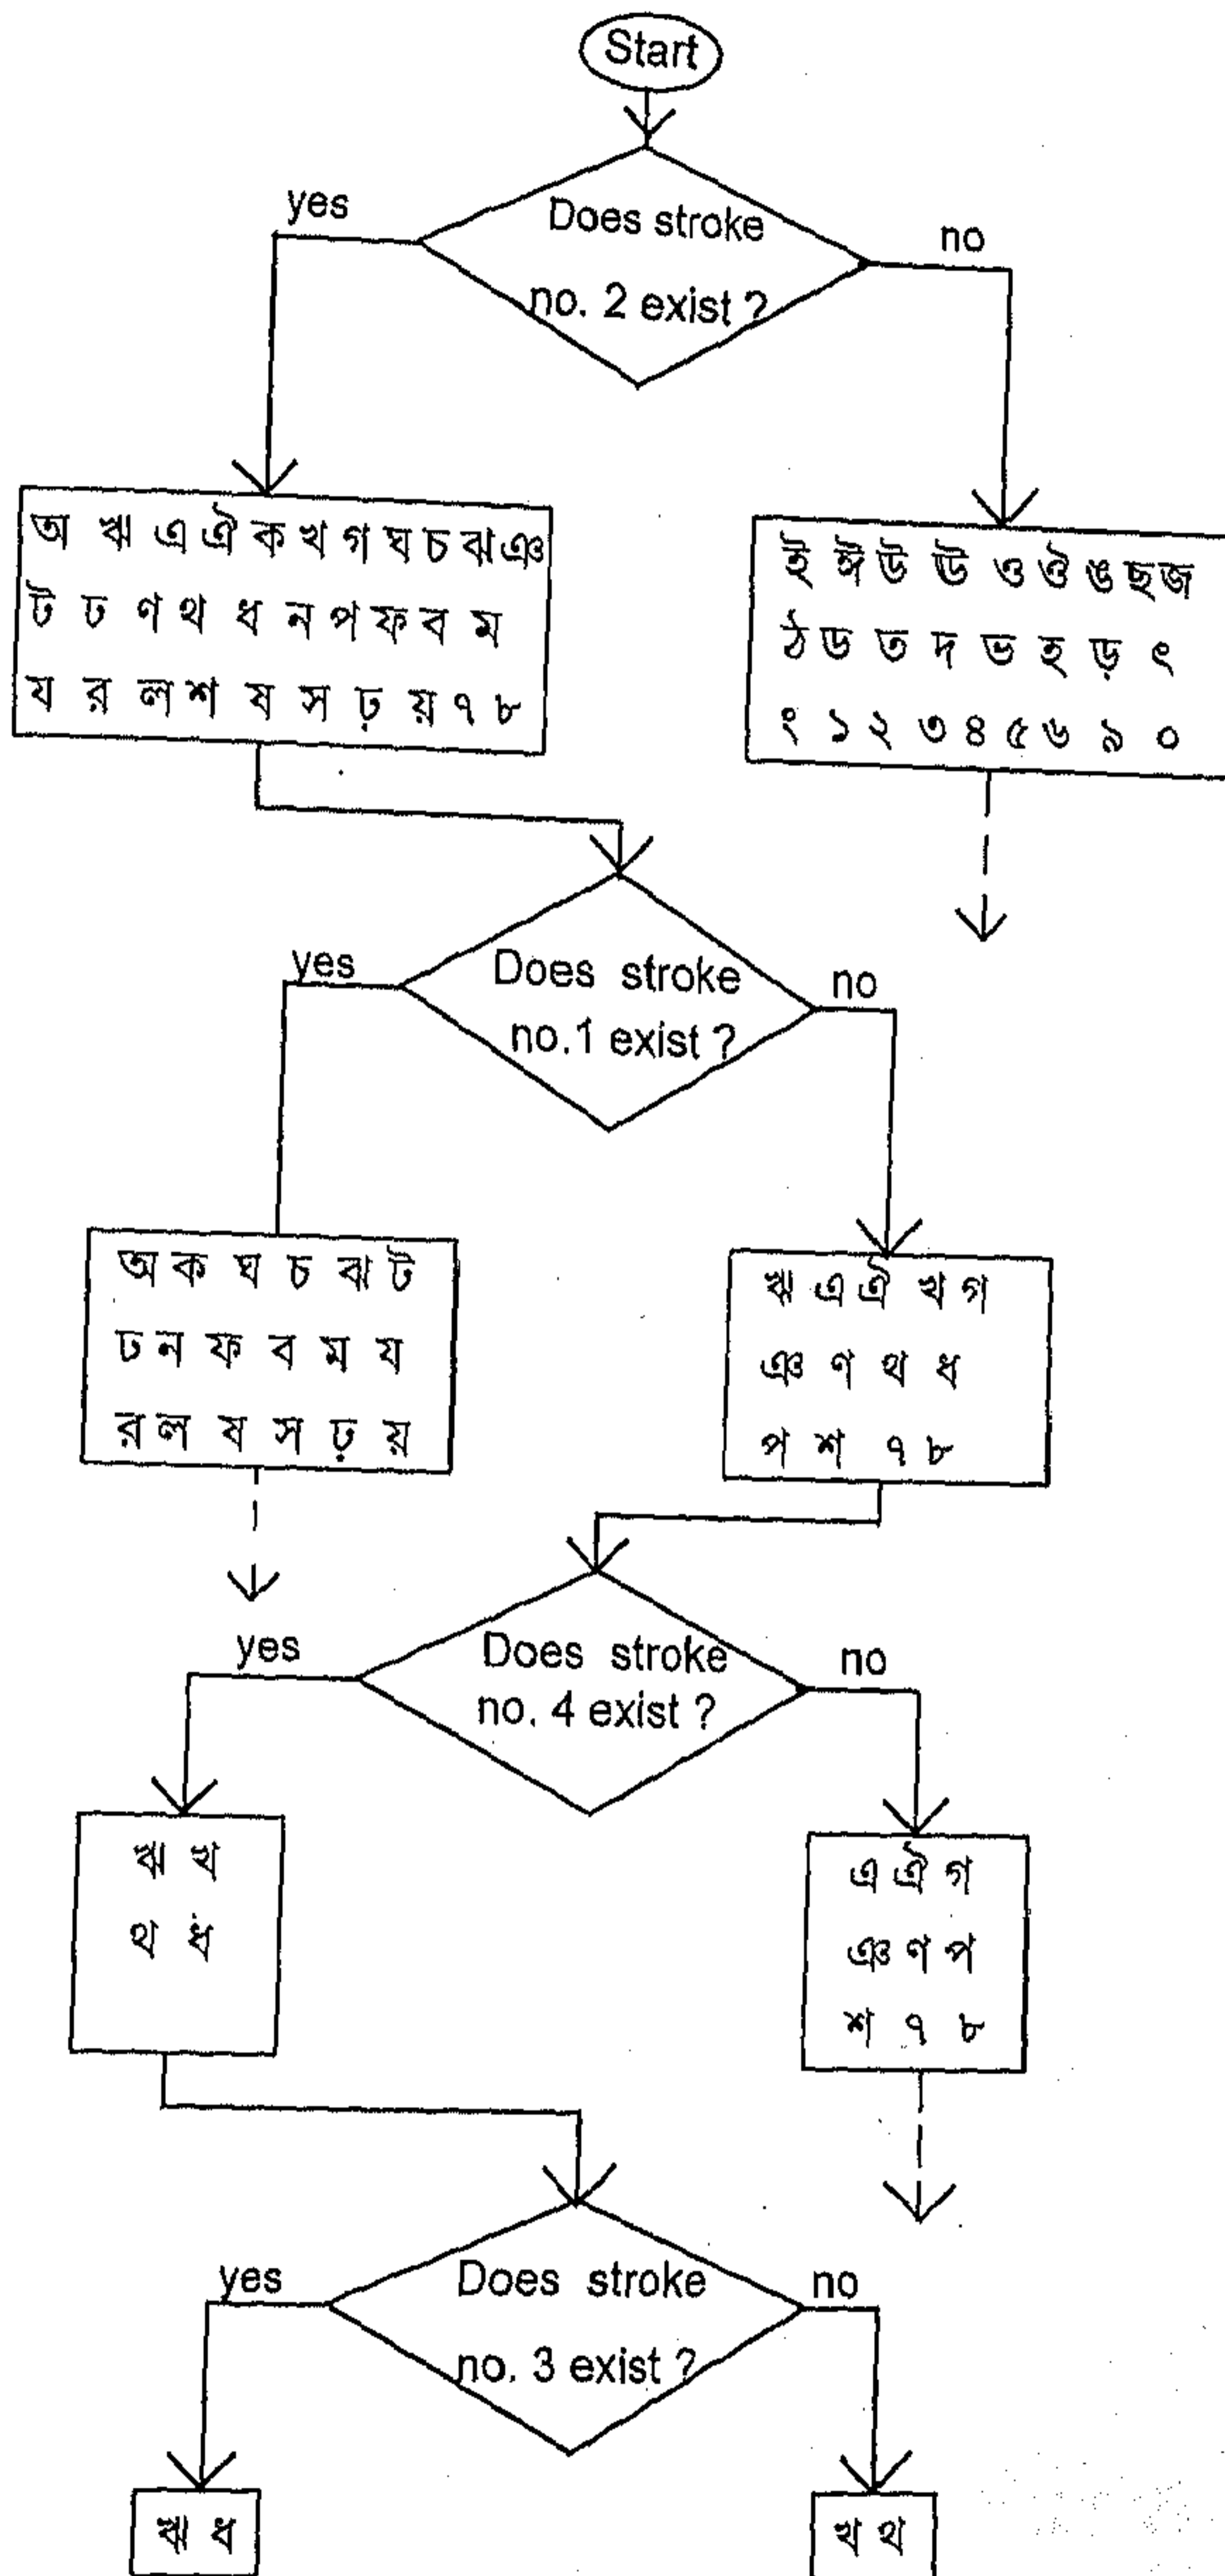 Start
Does stroke
no. 2 exist ?
yes
no
অ ঋ এ ঐ ক খ গ ঘ চ ঝ ঞ
ট ঢ ণ থ ধ ন প ফ ব ম
য র ল শ ষ স ঢ় য় ৭ ৮
ই ঈ উ ঊ ও ঔ ঙ ছ জ
ঠ ড ত দ ভ হ ড় ৎ
ং ১ ২ ৩ ৪ ৫ ৬ ৯ ০
Does stroke
no.1 exist ?
yes
no
অ ক ঘ চ ঝ ট
ঢ ন ফ ব ম য
র ল ষ স ঢ় য়
ঋ এ ঐ খ গ
ঞ ণ থ ধ
প শ ৭ ৮
Does stroke
no. 4 exist ?
yes
no
ঋ খ
থ ধ
এ ঐ গ
ঞ ণ প
শ ৭ ৮
Does stroke
no. 3 exist ?
yes
no
ঋ ধ
খ থ